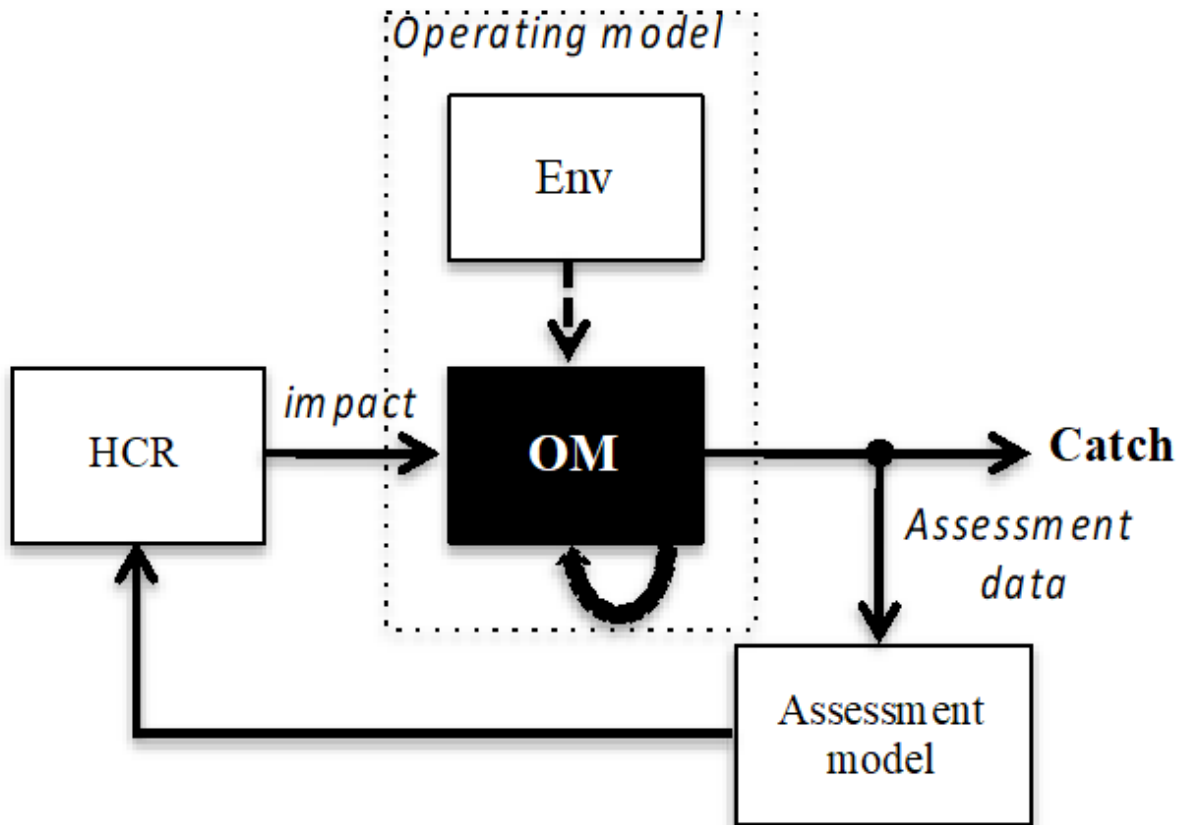 Operating model
Env
impact
HCR
OM
Catch
Assessment
data
Assessment
model